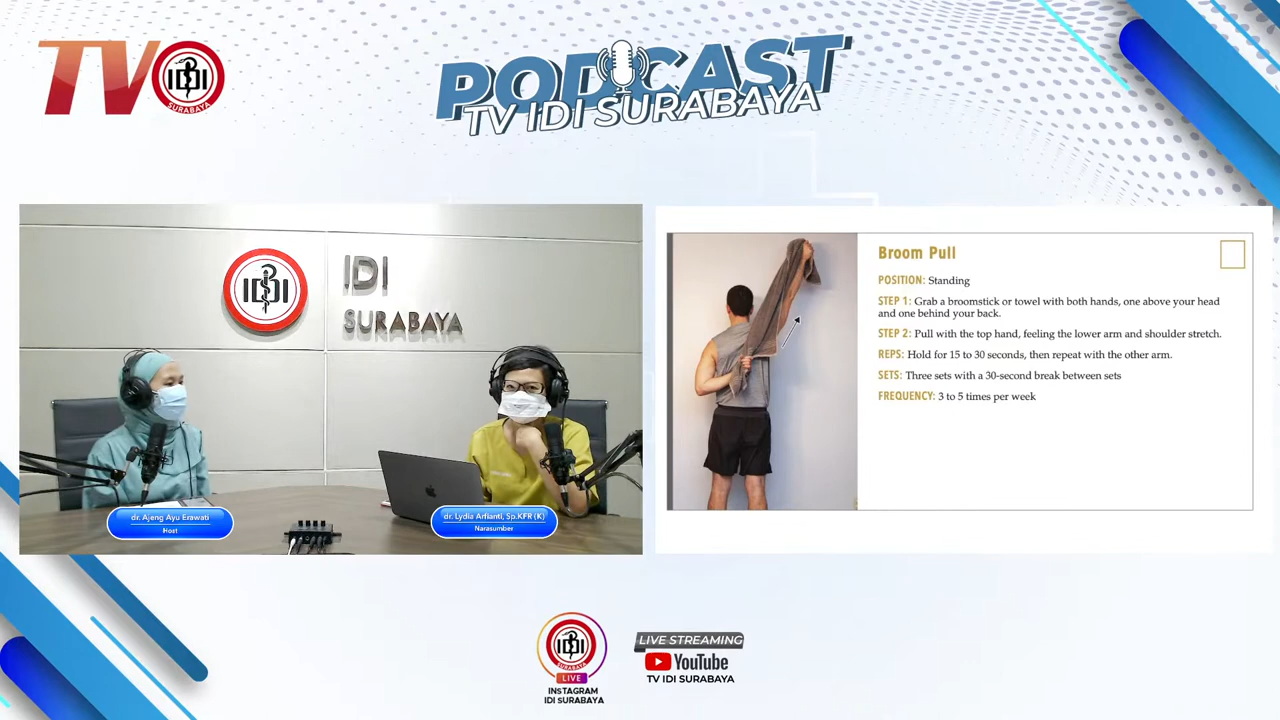 TV
IDI
SURABAYA
PODCAST
TV IDI SURABAYA
IDI
IDI
SURABAYA
dr. Ajeng Ayu Erawati
Host
dr. Lydia Arfianti, Sp.KFR (K)
Narasumber
Broom Pull
POSITION: Standing
STEP 1: Grab a broomstick or towel with both hands, one above your head
and one behind your back.
STEP 2: Pull with the top hand, feeling the lower arm and shoulder stretch.
REPS: Hold for 15 to 30 seconds, then repeat with the other arm.
SETS: Three sets with a 30-second break between sets
FREQUENCY: 3 to 5 times per week
IDI
SURABAYA
LIVE
INSTAGRAM
IDI SURABAYA
LIVE STREAMING
YouTube
TV IDI SURABAYA